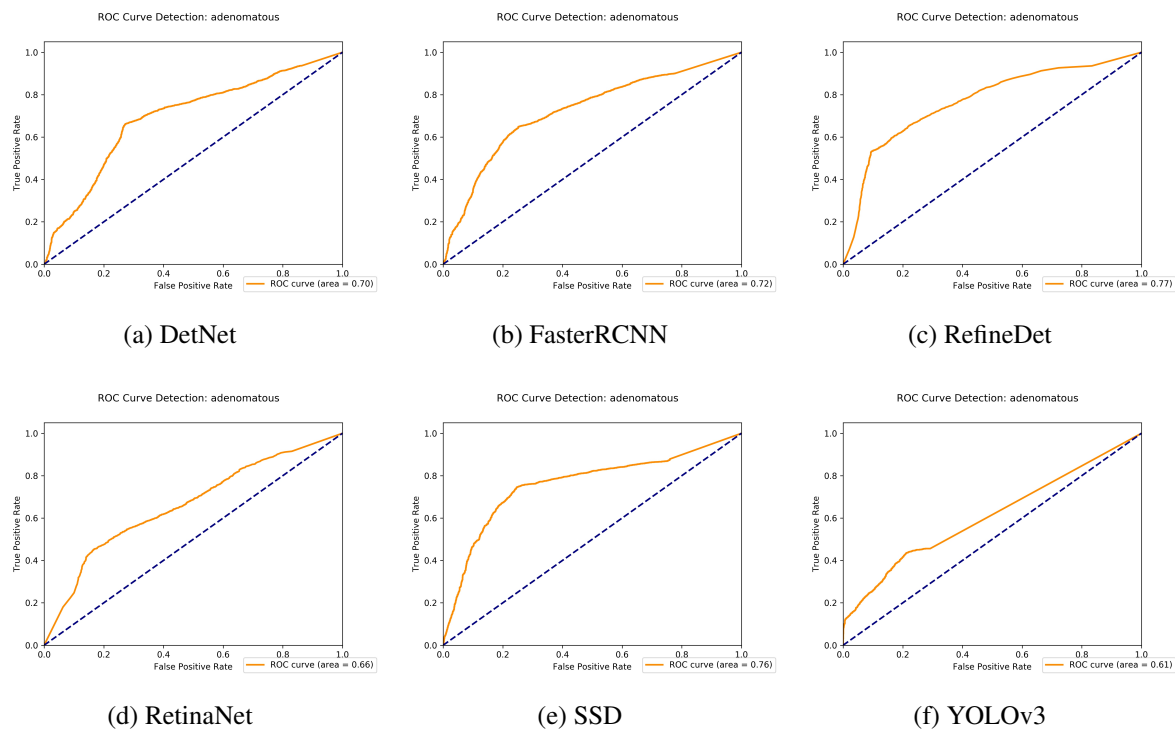 ROC Curve Detection: adenomatous
True Positive Rate
1.0
0.8
0.6
0.4
0.2
0.0
0.0 0.2 0.4 0.6 0.8 1.0
False Positive Rate
ROC curve (area = 0.70)
(a) DetNet
ROC Curve Detection: adenomatous
True Positive Rate
1.0
0.8
0.6
0.4
0.2
0.0
0.0 0.2 0.4 0.6 0.8 1.0
False Positive Rate
ROC curve (area = 0.72)
(b) FasterRCNN
ROC Curve Detection: adenomatous
True Positive Rate
1.0
0.8
0.6
0.4
0.2
0.0
0.0 0.2 0.4 0.6 0.8 1.0
False Positive Rate
ROC curve (area = 0.77)
(c) RefineDet
ROC Curve Detection: adenomatous
True Positive Rate
1.0
0.8
0.6
0.4
0.2
0.0
0.0 0.2 0.4 0.6 0.8 1.0
False Positive Rate
ROC curve (area = 0.66)
(d) RetinaNet
ROC Curve Detection: adenomatous
True Positive Rate
1.0
0.8
0.6
0.4
0.2
0.0
0.0 0.2 0.4 0.6 0.8 1.0
False Positive Rate
ROC curve (area = 0.76)
(e) SSD
ROC Curve Detection: adenomatous
True Positive Rate
1.0
0.8
0.6
0.4
0.2
0.0
0.0 0.2 0.4 0.6 0.8 1.0
False Positive Rate
ROC curve (area = 0.61)
(f) YOLOv3